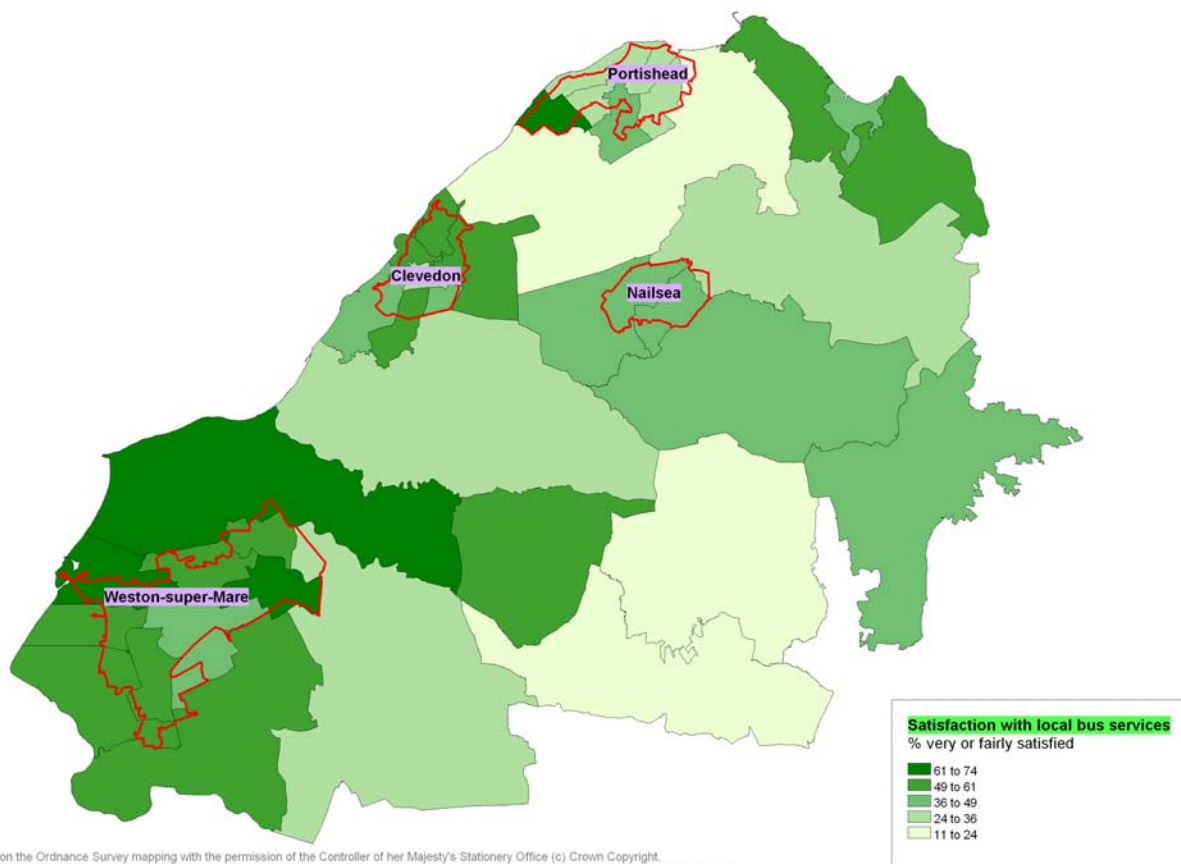 Portishead
Clevedon
Nailsea
Weston-super-Mare
Satisfaction with local bus services
% very or fairly satisfied
61 to 74
49 to 61
36 to 49
24 to 36
11 to 24
on the Ordnance Survey mapping with the permission of the Controller of her Majesty's Stationery Office (c) Crown Copyright.